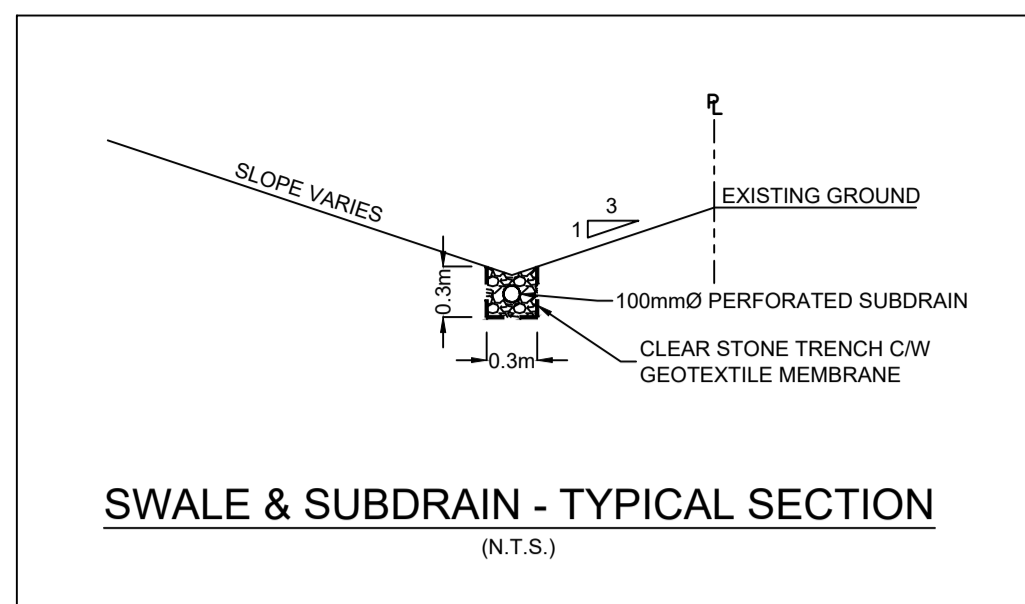 PL
SLOPE VARIES
3
1
EXISTING GROUND
0.3m
100mmØ PERFORATED SUBDRAIN
0.3m
CLEAR STONE TRENCH C/W
GEOTEXTILE MEMBRANE
SWALE & SUBDRAIN - TYPICAL SECTION
(N.T.S.)